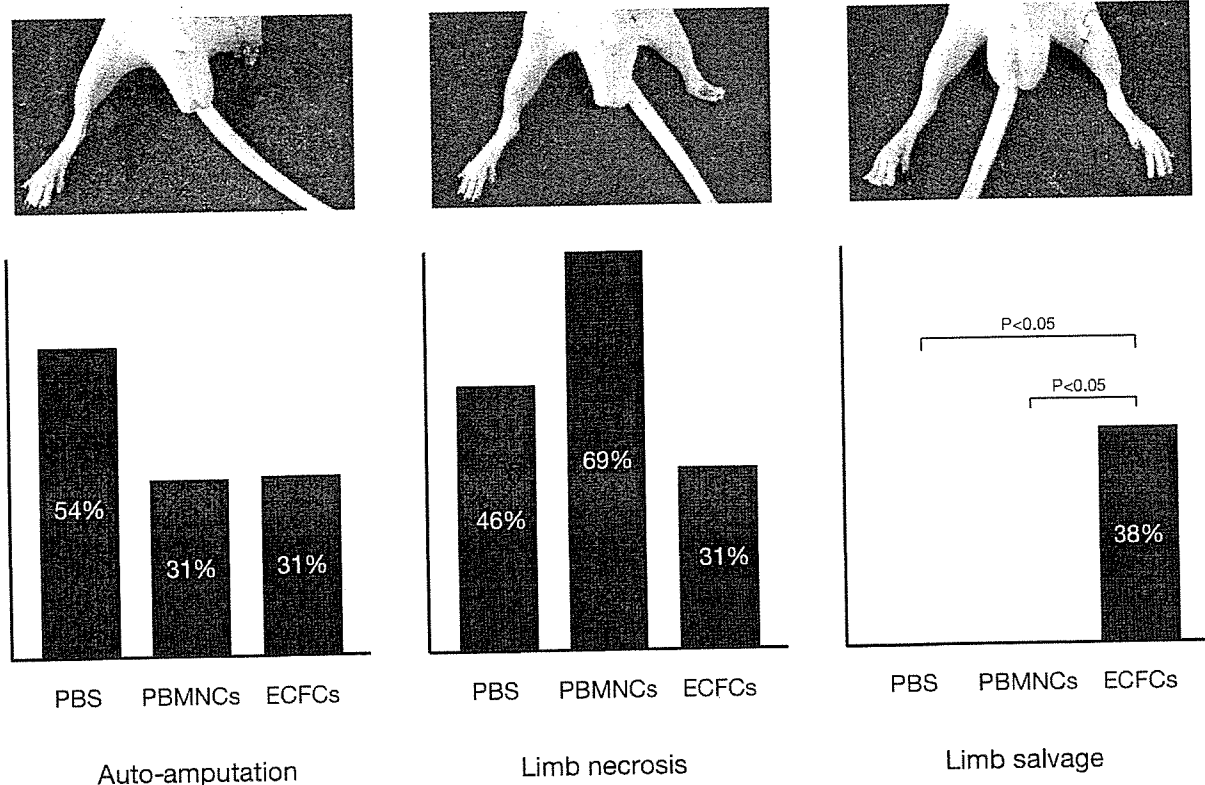 P<0.05
P<0.05
54%
31%
31%
46%
69%
31%
38%
PBS PBMNCs ECFCs
PBS PBMNCs ECFCs
PBS PBMNCs ECFCs
Auto-amputation
Limb necrosis
Limb salvage